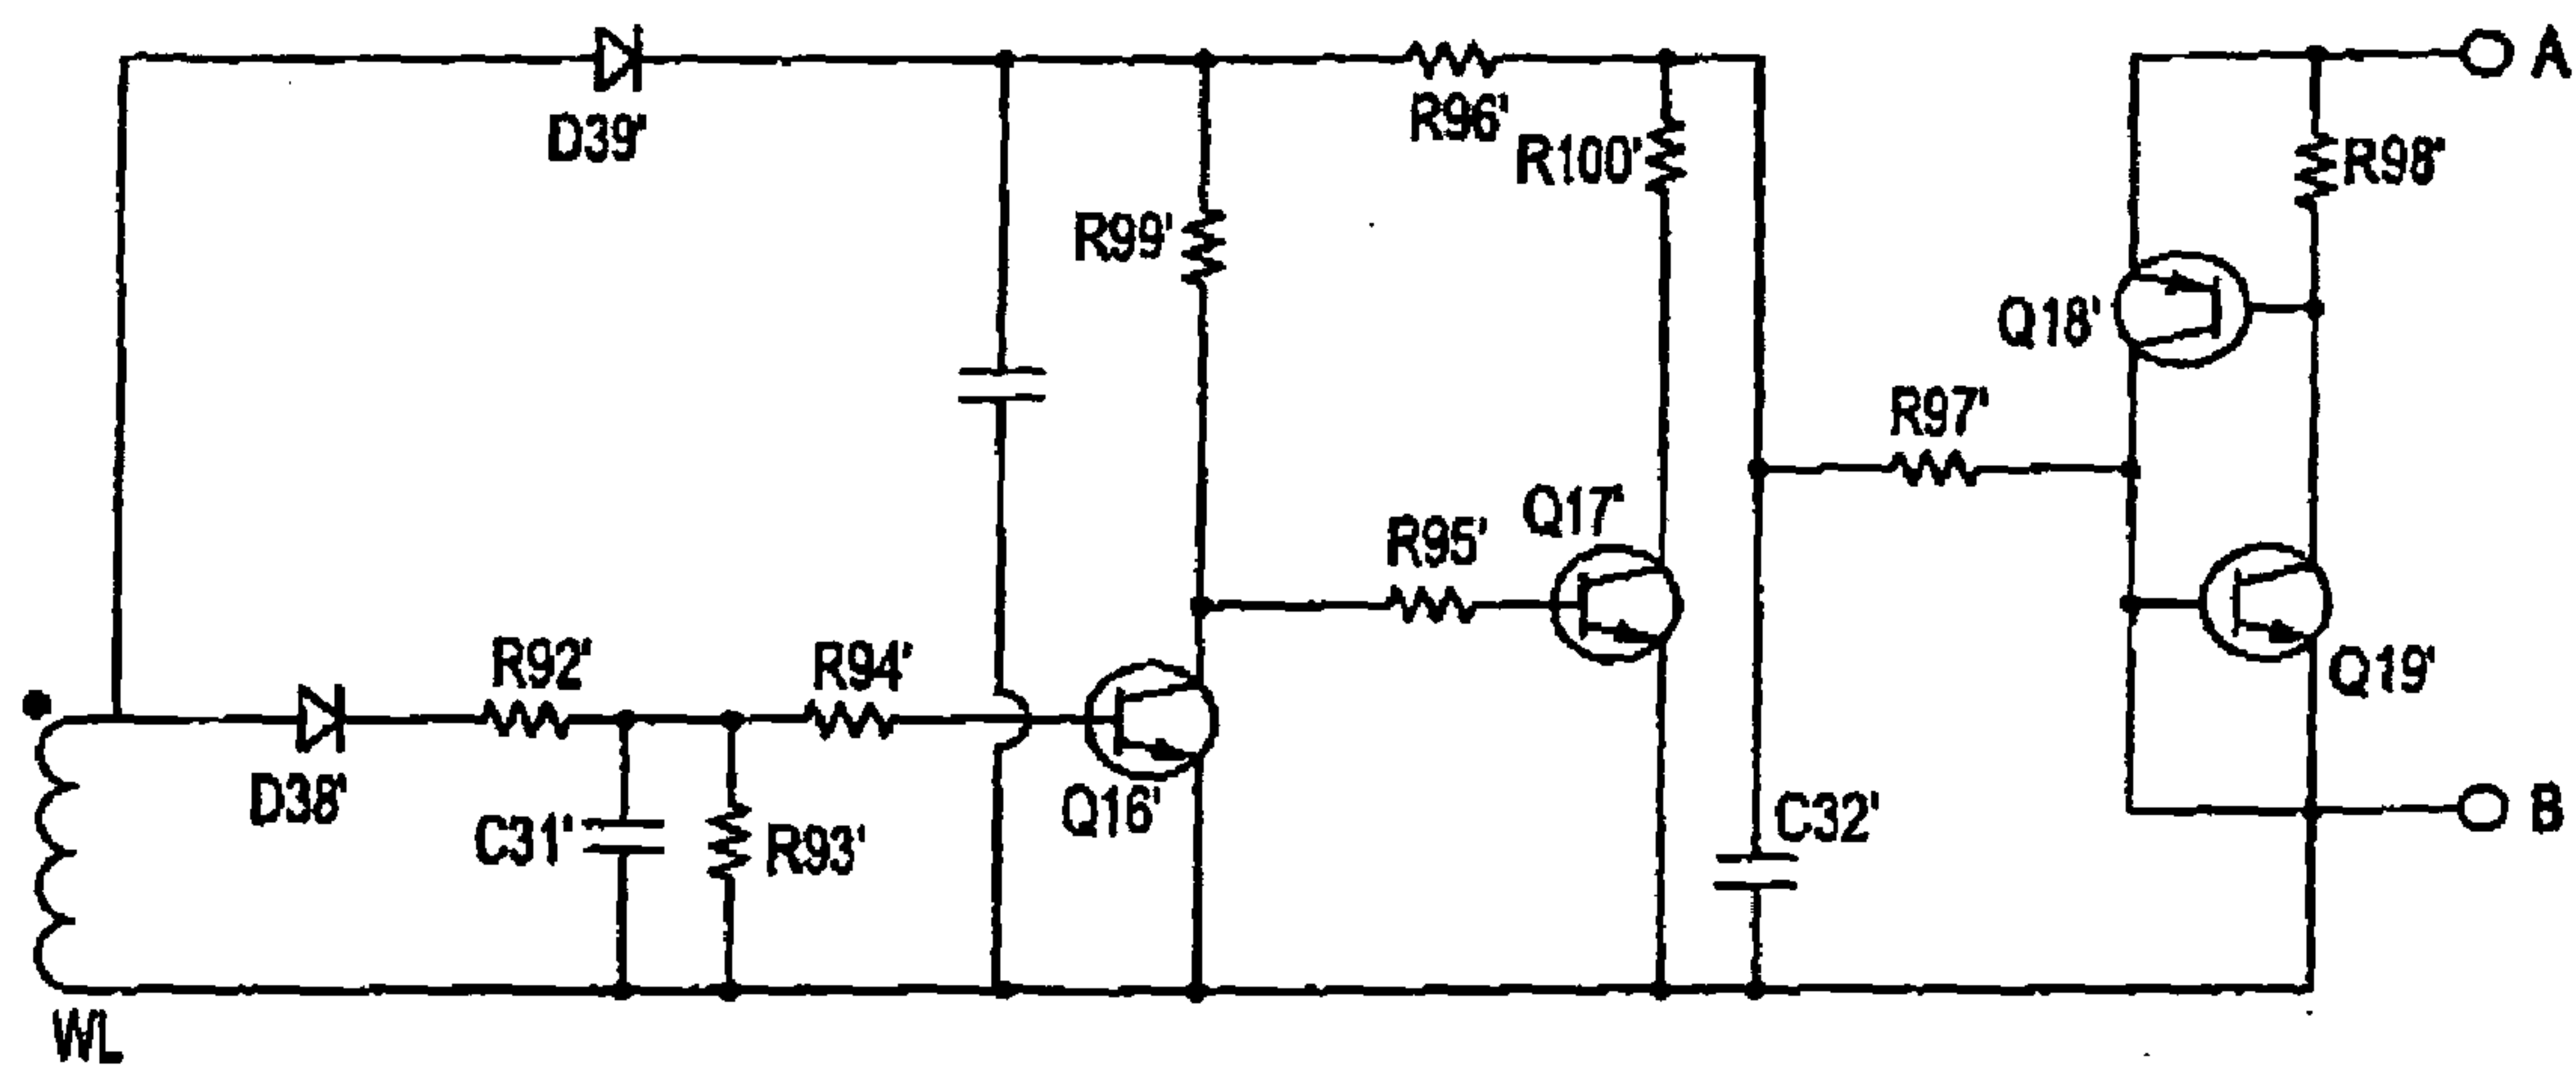 A
D39'
R96'
R100'
R98'
R99'
Q18'
R97'
Q17'
R95'
R92'
R94'
Q19'
D38'
C31'
R93'
Q16'
C32'
B
WL